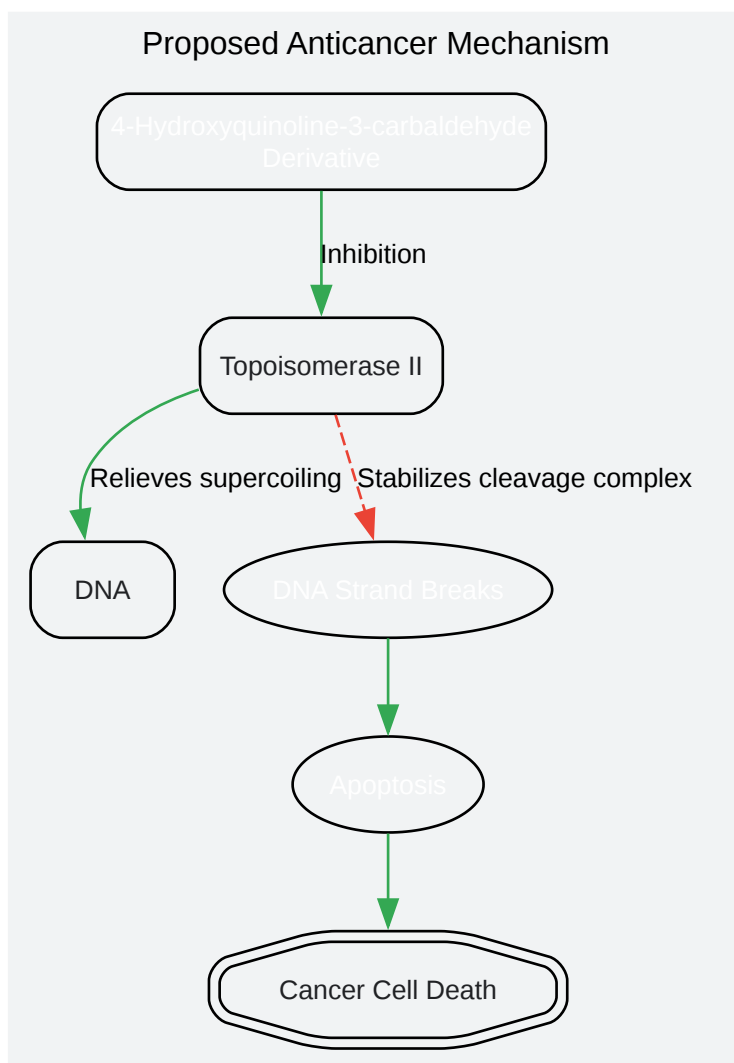 Proposed Anticancer Mechanism
4-Hydroxyquinoline-3-carbaldehyde
Derivative
Inhibition
Topoisomerase II
Relieves supercoiling
Stabilizes cleavage complex
DNA
DNA Strand Breaks
Apoptosis
Cancer Cell Death